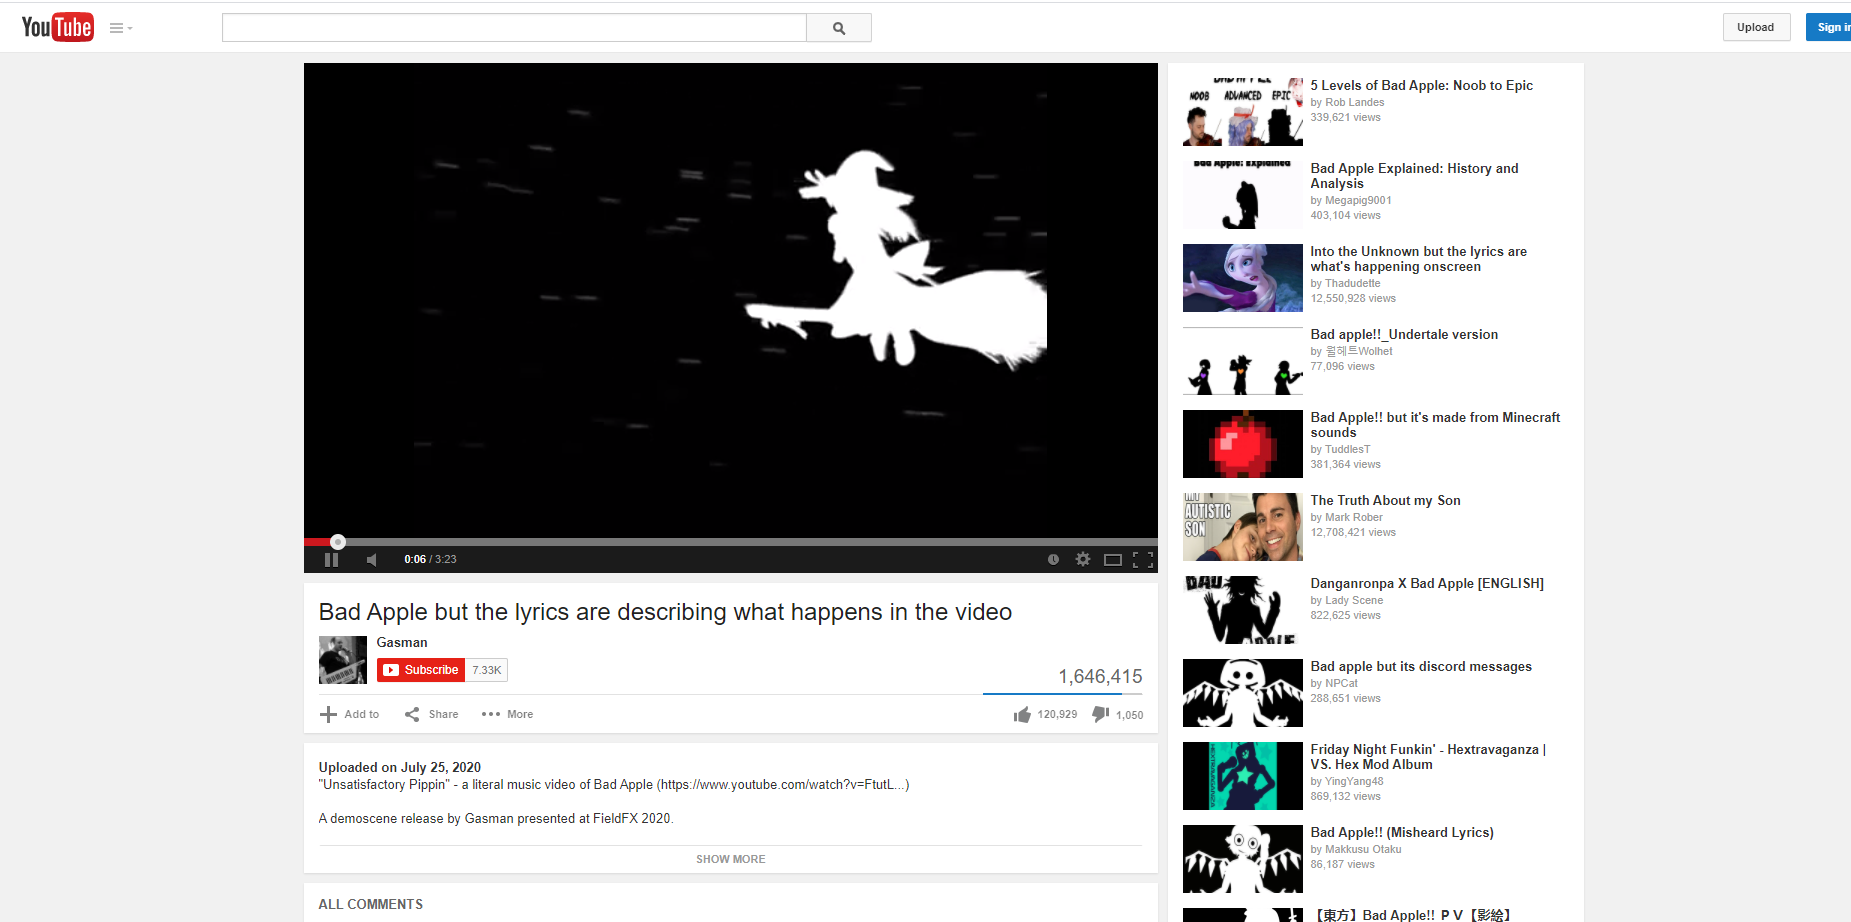 YouTube
Upload
Sign in
0:06 / 3:23
Bad Apple but the lyrics are describing what happens in the video
Gasman
Subscribe 7.33K
1,646,415
Add to Share More
120,929 1,050
Uploaded on July 25, 2020
"Unsatisfactory Pippin" - a literal music video of Bad Apple (https://www.youtube.com/watch?v=FtutL...)
A demoscene release by Gasman presented at FieldFX 2020.
SHOW MORE
ALL COMMENTS
BAD APPLE
NOOB ADVANCED EPIC
5 Levels of Bad Apple: Noob to Epic
by Rob Landes
339,621 views
Bad Apple: Explained
Bad Apple Explained: History and
Analysis
by Megapig9001
403,104 views
Into the Unknown but the lyrics are
what's happening onscreen
by Thadudette
12,550,928 views
Bad apple!!_Undertale version
by 월헤트Wolhet
77,096 views
Bad Apple!! but it's made from Minecraft
sounds
by TuddlesT
381,364 views
MY
AUTISTIC
SON
The Truth About my Son
by Mark Rober
12,708,421 views
BAD
APPLE
Danganronpa X Bad Apple [ENGLISH]
by Lady Scene
822,625 views
Bad apple but its discord messages
by NPCat
288,651 views
HEXTRAVAGANZA
Friday Night Funkin' - Hextravaganza |
VS. Hex Mod Album
by YingYang48
869,132 views
Bad Apple!! (Misheard Lyrics)
by Makkusu Otaku
86,187 views
【東方】Bad Apple!! ＰＶ【影絵】